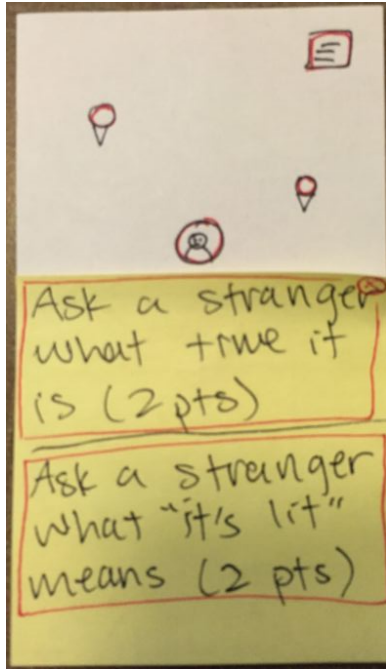 Ask a stranger
what time it
is (2 pts)
Ask a stranger
what "it's lit"
means (2 pts)